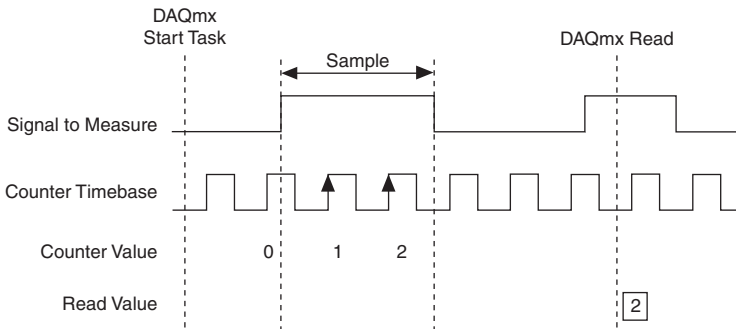 DAQmx
Start Task
DAQmx Read
Sample
Signal to Measure
Counter Timebase
Counter Value 0 1 2
Read Value 2